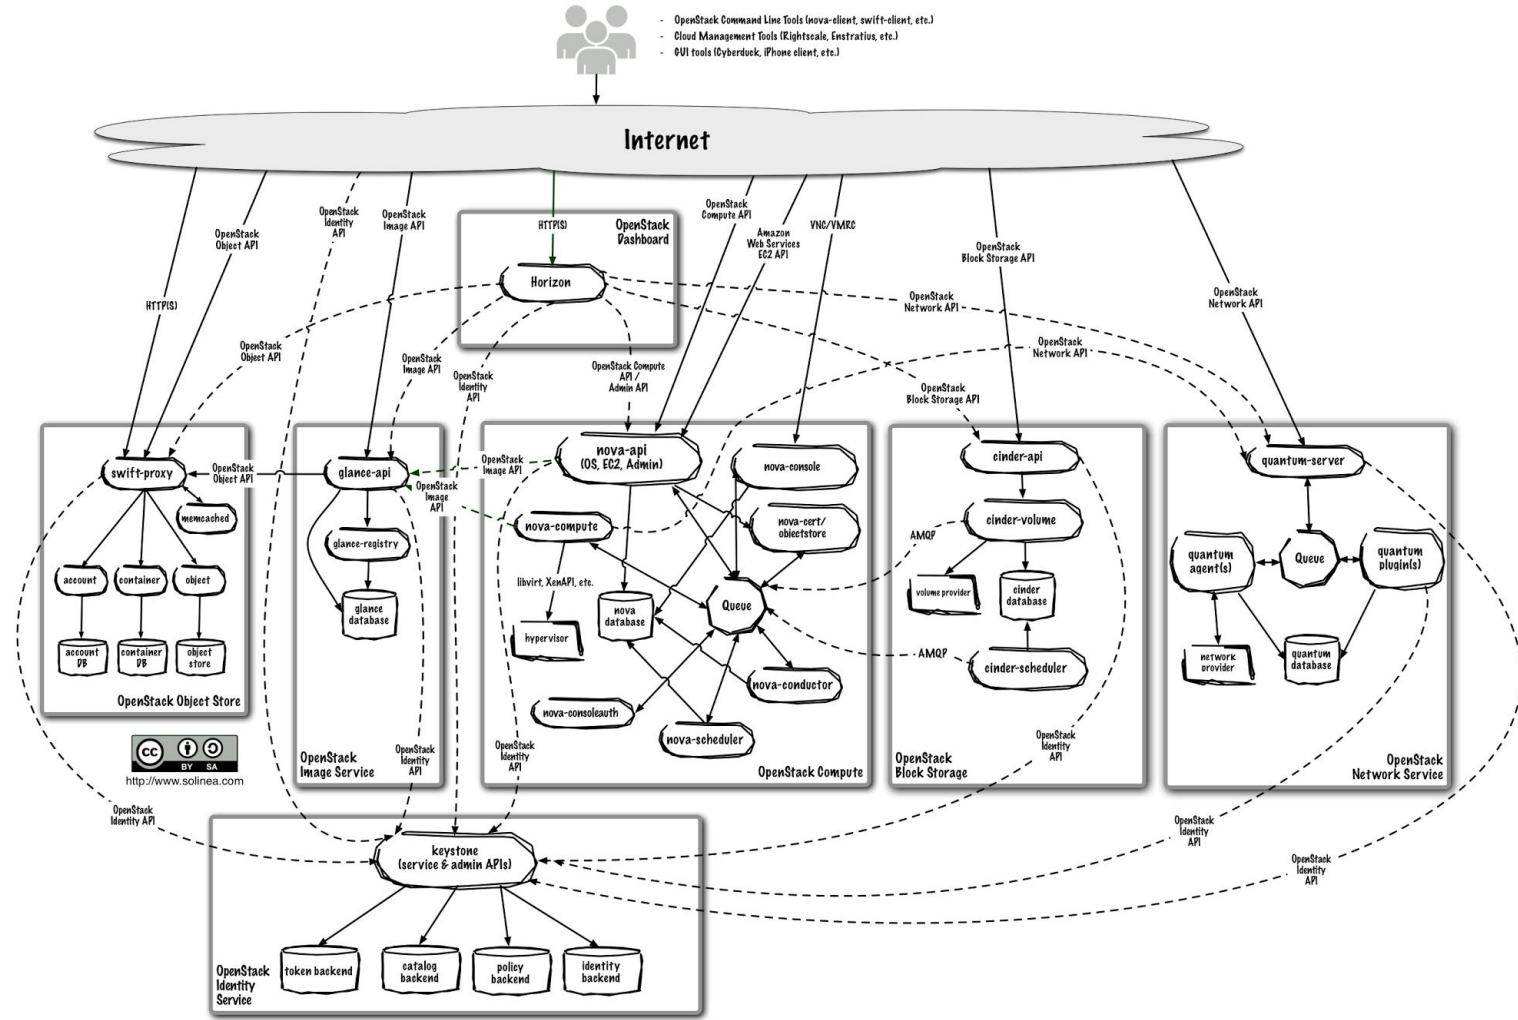 - OpenStack Command Line Tools (nova-client, swift-client, etc.)
- Cloud Management Tools (Rightscale, Enstratius, etc.)
- GUI tools (Cyberduck, iPhone client, etc.)
Internet
HTTP(S)
OpenStack
Object API
OpenStack
Identity
API
OpenStack
Image API
HTTP(S)
OpenStack
Dashboard
Horizon
OpenStack
Compute API
Amazon
Web Services
EC2 API
VNC/VMRC
OpenStack
Block Storage API
OpenStack
Network API
OpenStack
Network API
OpenStack
Network API
OpenStack
Object API
OpenStack
Image API
OpenStack
Identity
API
OpenStack Compute
API /
Admin API
OpenStack
Block Storage API
swift-proxy
memcached
account
container
object
account
DB
container
DB
object
store
OpenStack Object Store
OpenStack
Object API
glance-api
glance-registry
glance
database
OpenStack
Identity
API
OpenStack
Image Service
OpenStack
Image API
OpenStack
Image
API
nova-api
(OS, EC2, Admin)
nova-console
nova-compute
nova-cert/
objectstore
libvirt, XenAPI, etc.
hypervisor
nova
database
Queue
nova-conductor
nova-consoleauth
nova-scheduler
OpenStack
Identity
API
OpenStack Compute
AMQP
AMQP
cinder-api
cinder-volume
volume provider
cinder
database
cinder-scheduler
OpenStack
Identity
API
OpenStack
Block Storage
quantum-server
quantum
agent(s)
Queue
quantum
plugin(s)
network
provider
quantum
database
OpenStack
Network Service
CC
BY SA
http://www.solinea.com
OpenStack
Identity API
OpenStack
Identity
API
OpenStack
Identity
API
keystone
(service & admin APIs)
token backend
catalog
backend
policy
backend
identity
backend
OpenStack
Identity
Service